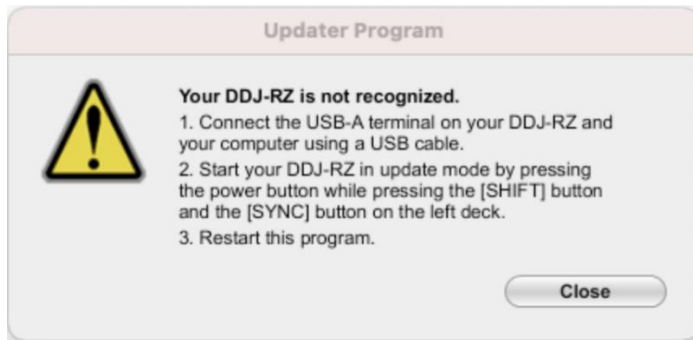 Updater Program
Your DDJ-RZ is not recognized.
1. Connect the USB-A terminal on your DDJ-RZ and
your computer using a USB cable.
2. Start your DDJ-RZ in update mode by pressing
the power button while pressing the [SHIFT] button
and the [SYNC] button on the left deck.
3. Restart this program.
Close